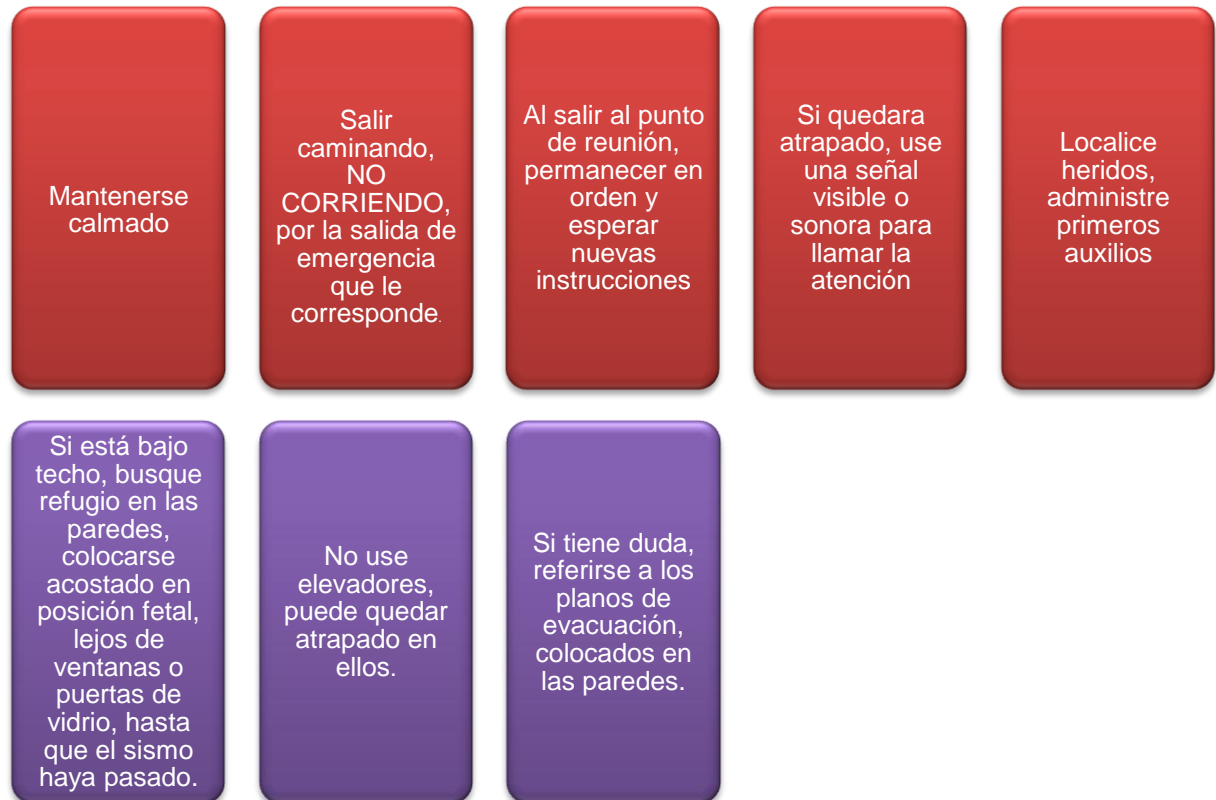 Mantenerse
calmado
Salir
caminando,
NO
CORRIENDO,
por la salida de
emergencia
que le
corresponde.
Al salir al punto
de reunión,
permanecer en
orden y
esperar
nuevas
instrucciones
Si quedara
atrapado, use
una señal
visible o
sonora para
llamar la
atención
Localice
heridos,
administre
primeros
auxilios
Si está bajo
techo, busque
refugio en las
paredes,
colocarse
acostado en
posición fetal,
lejos de
ventanas o
puertas de
vidrio, hasta
que el sismo
haya pasado.
No use
elevadores,
puede quedar
atrapado en
ellos.
Si tiene duda,
referirse a los
planos de
evacuación,
colocados en
las paredes.